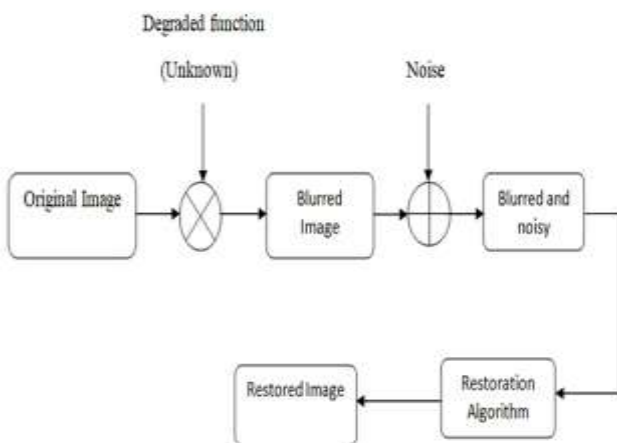 Degraded function
(Unknown)
Noise
Original Image
Blurred
Image
Blurred and
noisy
Restored Image
Restoration
Algorithm